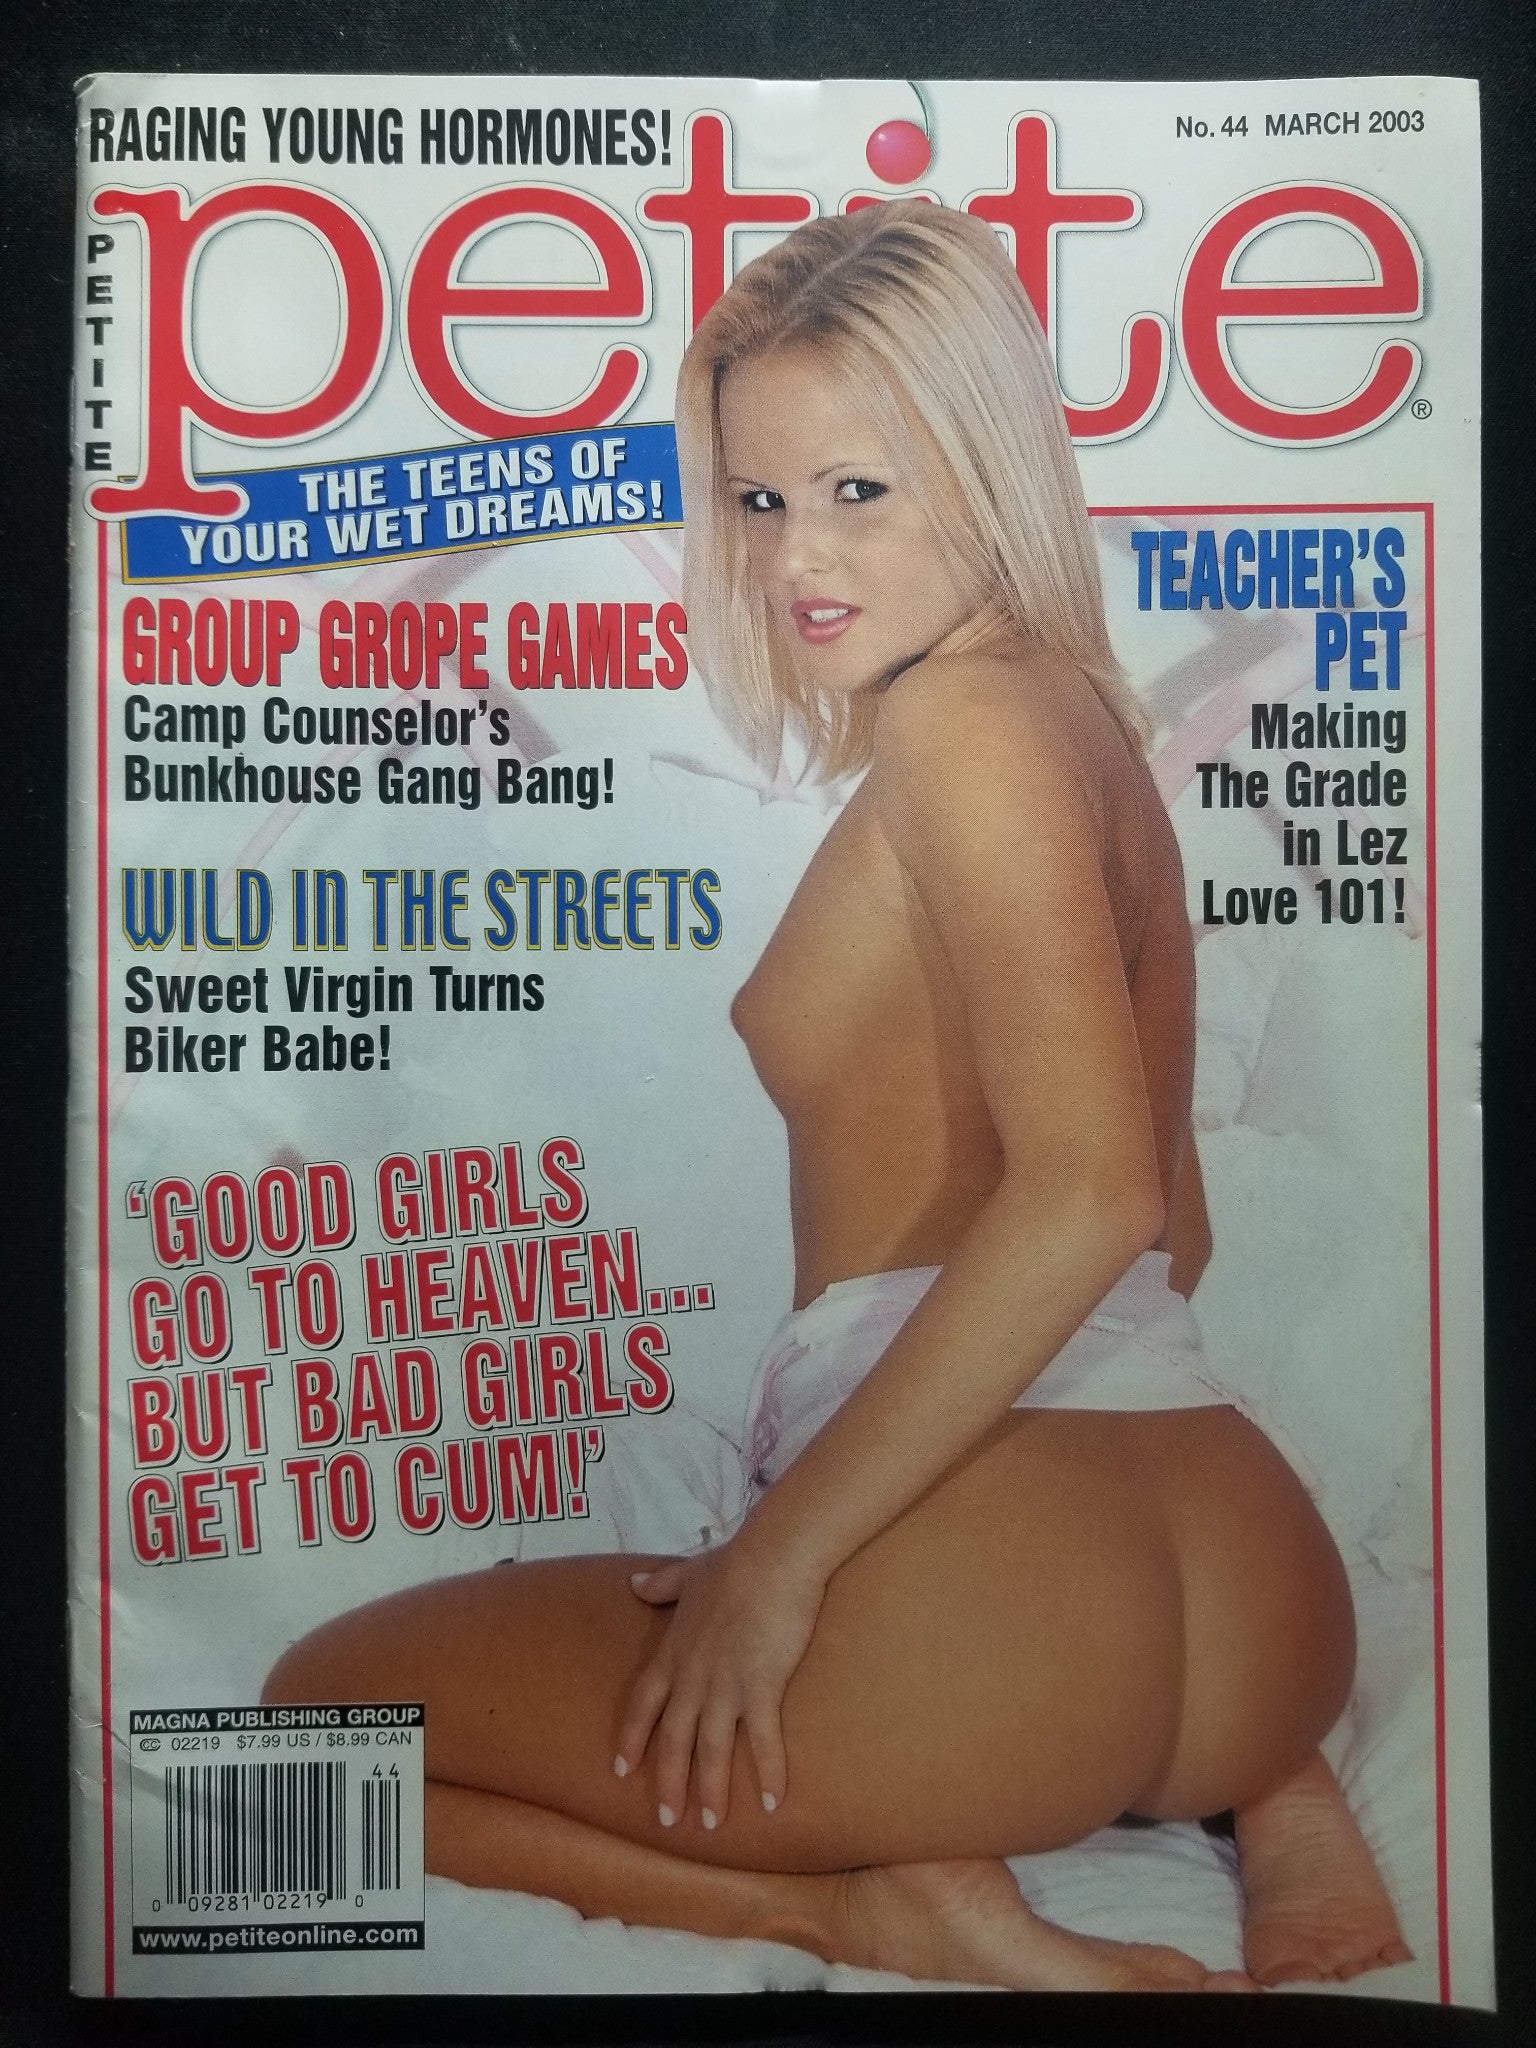 RAGING YOUNG HORMONES!
No. 44 MARCH 2003
petite®
PETITE
THE TEENS OF
YOUR WET DREAMS!
GROUP GROPE GAMES
Camp Counselor's
Bunkhouse Gang Bang!
WILD IN THE STREETS
Sweet Virgin Turns
Biker Babe!
'GOOD GIRLS
GO TO HEAVEN...
BUT BAD GIRLS
GET TO CUM!'
TEACHER'S
PET
Making
The Grade
in Lez
Love 101!
MAGNA PUBLISHING GROUP
CC 02219 $7.99 US / $8.99 CAN
44
0 09281 02219 0
www.petiteonline.com